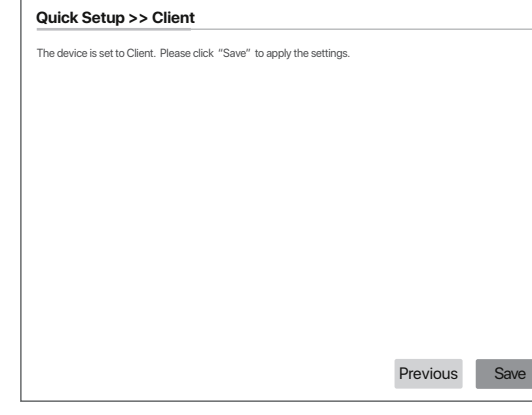 Quick Setup >> Client
The device is set to Client. Please click “Save” to apply the settings.
Previous Save